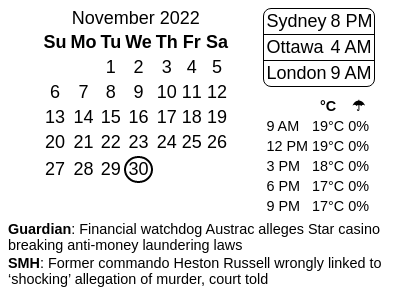 November 2022
Su Mo Tu We Th Fr Sa
1 2 3 4 5
6 7 8 9 10 11 12
13 14 15 16 17 18 19
20 21 22 23 24 25 26
27 28 29 30
Sydney 8 PM
Ottawa 4 AM
London 9 AM
°C ☂
9 AM 19°C 0%
12 PM 19°C 0%
3 PM 18°C 0%
6 PM 17°C 0%
9 PM 17°C 0%
Guardian: Financial watchdog Austrac alleges Star casino
breaking anti-money laundering laws
SMH: Former commando Heston Russell wrongly linked to
‘shocking’ allegation of murder, court told